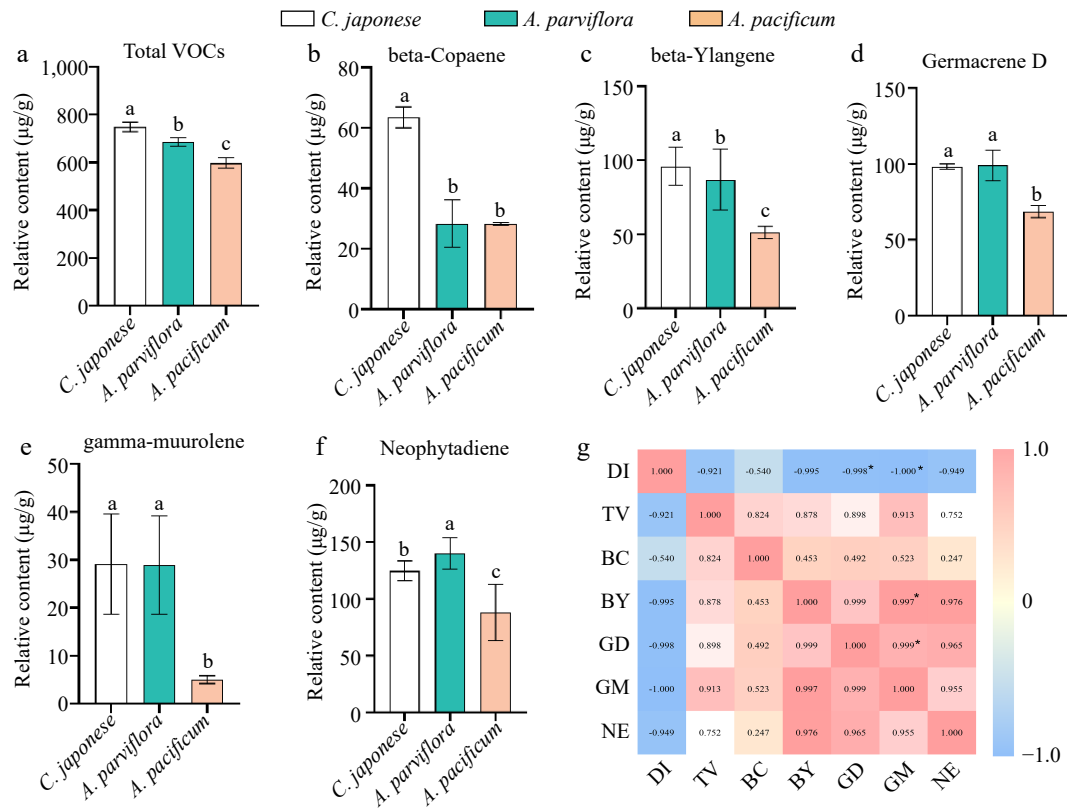 C. japonese A. parviflora A. pacificum
a Total VOCs
Relative content (μg/g)
1,000
800
600
400
200
0
a b c
C. japonese A. parviflora A. pacificum
b beta-Copaene
Relative content (μg/g)
80
60
40
20
0
a b b
C. japonese A. parviflora A. pacificum
c beta-Ylangene
Relative content (μg/g)
150
100
50
0
a b c
C. japonese A. parviflora A. pacificum
d Germacrene D
Relative content (μg/g)
150
100
50
0
a a b
C. japonese A. parviflora A. pacificum
e gamma-muurolene
Relative content (μg/g)
50
40
30
20
10
0
a a b
C. japonese A. parviflora A. pacificum
f Neophytadiene
Relative content (μg/g)
200
150
100
50
0
b a c
C. japonese A. parviflora A. pacificum
g
DI 1.000 -0.921 -0.540 -0.995 -0.998* -1.000* -0.949
TV -0.921 1.000 0.824 0.878 0.898 0.913 0.752
BC -0.540 0.824 1.000 0.453 0.492 0.523 0.247
BY -0.995 0.878 0.453 1.000 0.999 0.997* 0.976
GD -0.998 0.898 0.492 0.999 1.000 0.999* 0.965
GM -1.000 0.913 0.523 0.997 0.999 1.000 0.955
NE -0.949 0.752 0.247 0.976 0.965 0.955 1.000
DI TV BC BY GD GM NE
1.0
0
−1.0